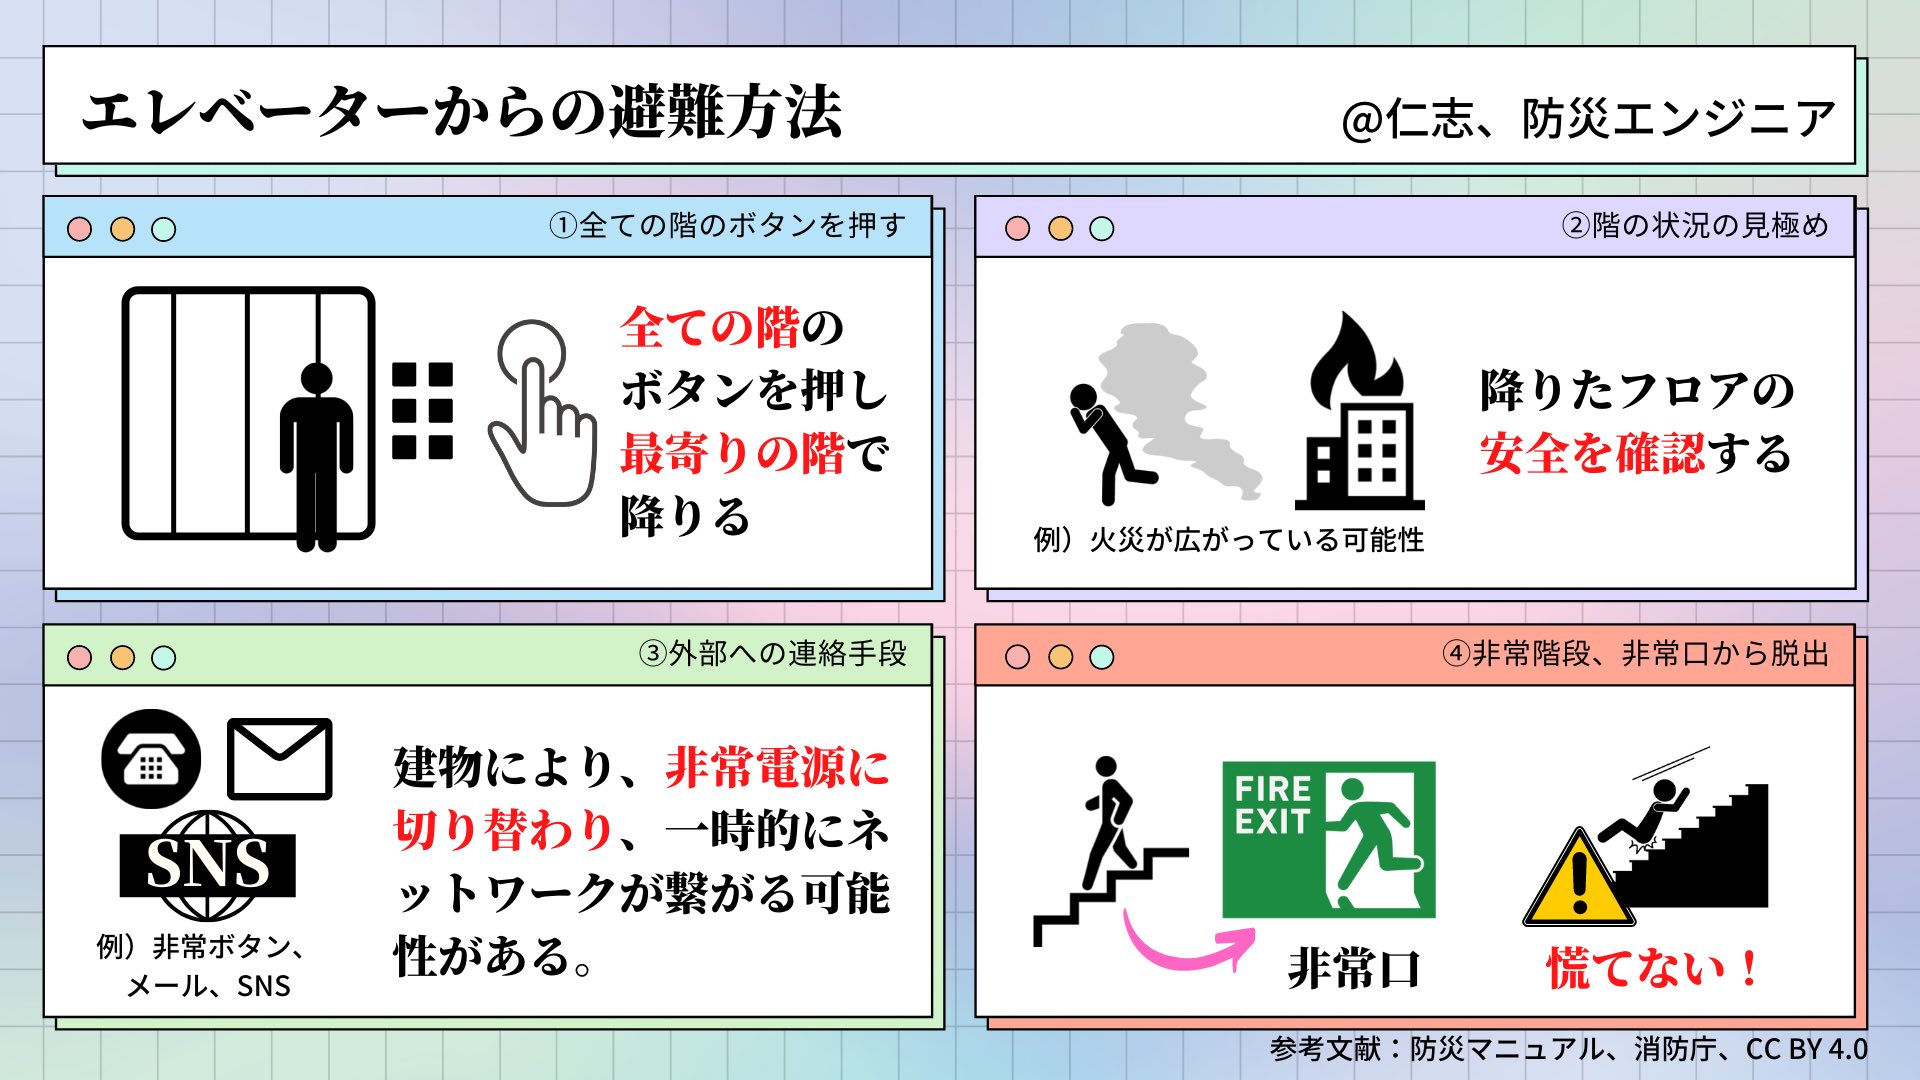 エレベーターからの避難方法
@仁志、防災エンジニア
①全ての階のボタンを押す
全ての階の
ボタンを押し
最寄りの階で
降りる
②階の状況の見極め
降りたフロアの
安全を確認する
例）火災が広がっている可能性
③外部への連絡手段
SNS
例）非常ボタン、
メール、SNS
建物により、非常電源に
切り替わり、一時的にネ
ットワークが繋がる可能
性がある。
④非常階段、非常口から脱出
FIRE
EXIT
非常口
慌てない！
参考文献：防災マニュアル、消防庁、CC BY 4.0